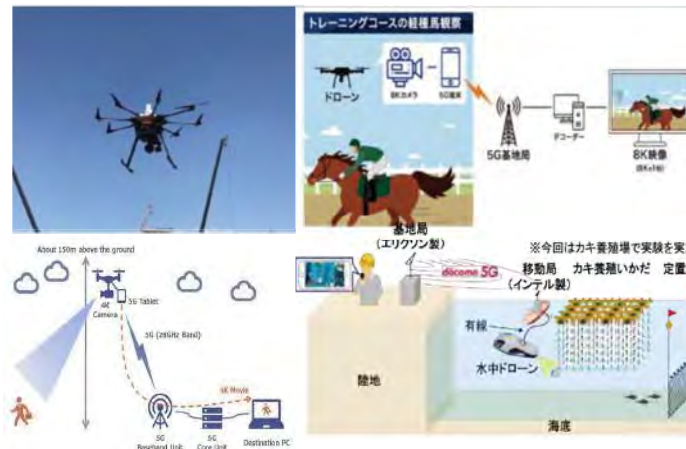 トレーニングコースの軽種馬観察
ドローン
8Kカメラ
5G端末
5G基地局
デコーダー
8K映像
About 150m above the ground
4K
Camera
5G Tablet
5G (28GHz Band)
4K Movie
5G
Baseband Unit
5G
Core Unit
Destination PC
基地局
(エリクソン製)
※今回はカキ養殖場で実験を実
docomo 5G
移動局
(インテル製)
カキ養殖いかだ
定置
有線
水中ドローン
陸地
海底